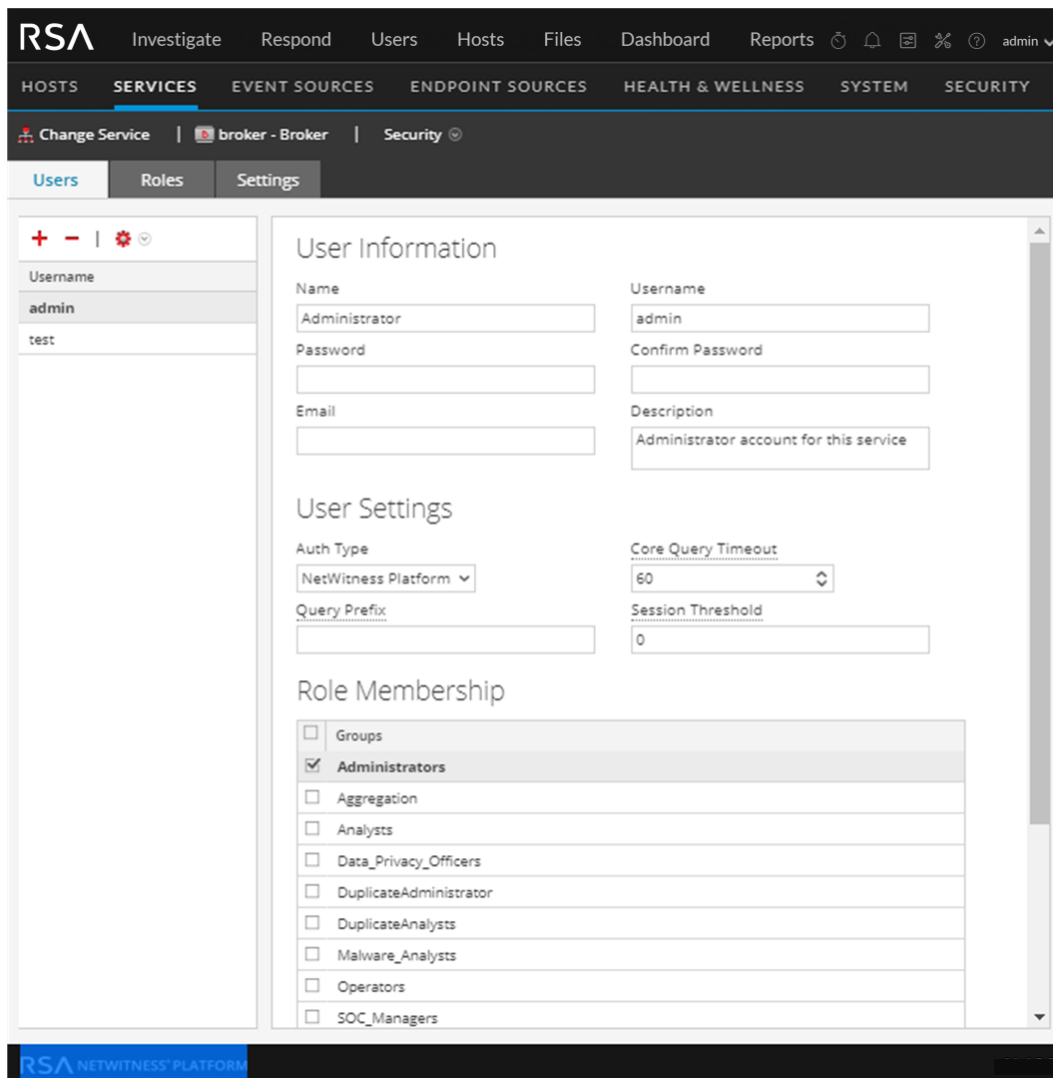 RSA Investigate Respond Users Hosts Files Dashboard Reports admin
HOSTS SERVICES EVENT SOURCES ENDPOINT SOURCES HEALTH & WELLNESS SYSTEM SECURITY
Change Service | broker - Broker | Security
Users Roles Settings
Username
admin
test
User Information
Name Username
Administrator admin
Password Confirm Password
Email Description
Administrator account for this service
User Settings
Auth Type Core Query Timeout
NetWitness Platform 60
Query Prefix Session Threshold
0
Role Membership
Groups
Administrators
Aggregation
Analysts
Data_Privacy_Officers
DuplicateAdministrator
DuplicateAnalysts
Malware_Analysts
Operators
SOC_Managers
RSA NETWITNESS® PLATFORM